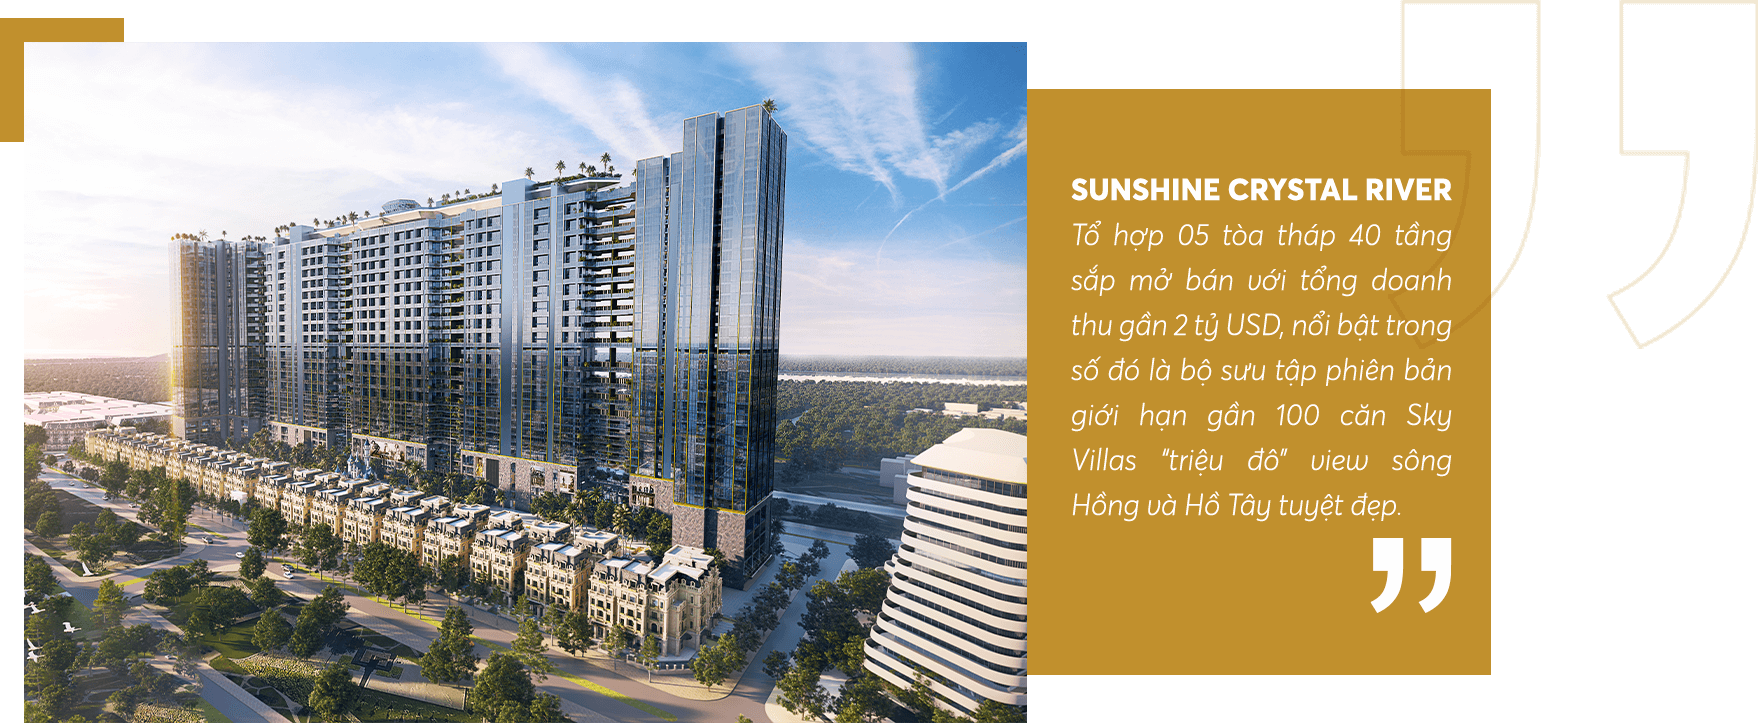 SUNSHINE CRYSTAL RIVER
Tổ hợp 05 tòa tháp 40 tầng
sắp mở bán với tổng doanh
thu gần 2 tỷ USD, nổi bật trong
số đó là bộ sưu tập phiên bản
giới hạn gần 100 căn Sky
Villas “triệu đô” view sông
Hồng và Hồ Tây tuyệt đẹp.
”